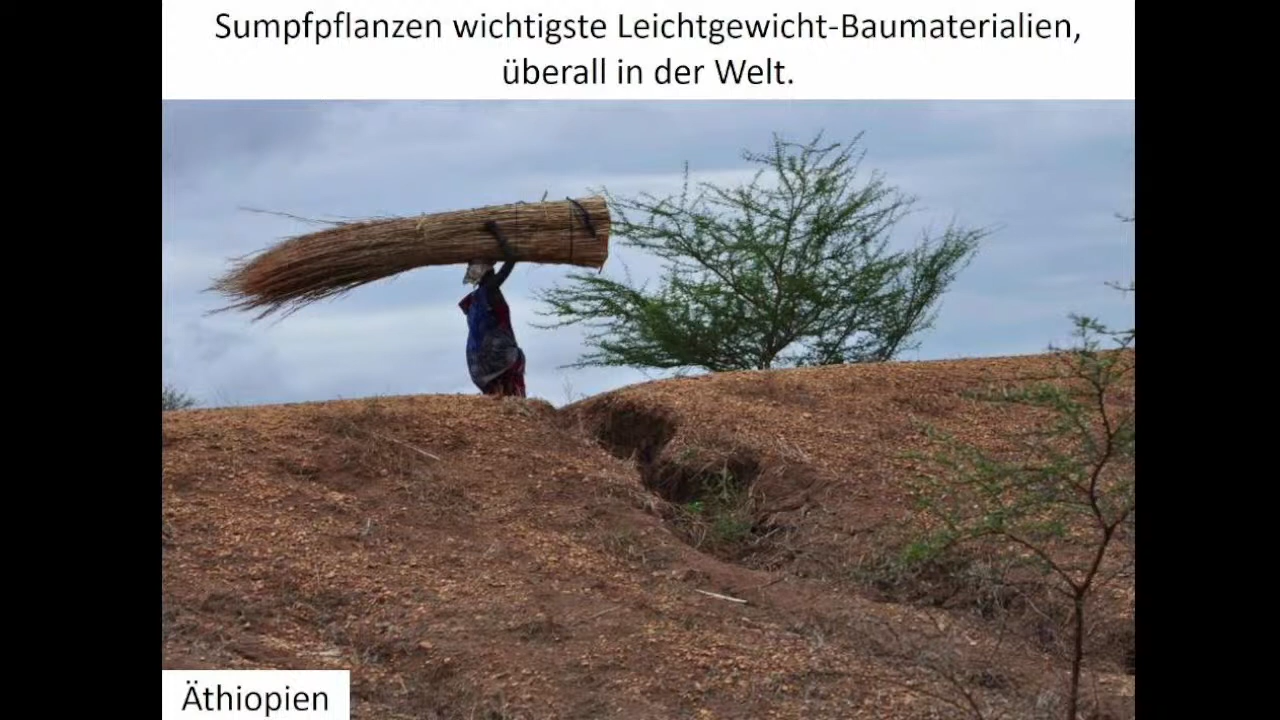 Sumpfpflanzen wichtigste Leichtgewicht-Baumaterialien,
überall in der Welt.
Äthiopien